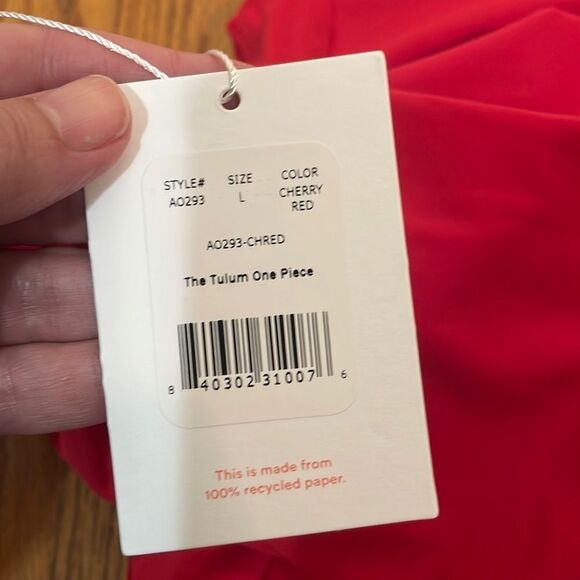 STYLE# SIZE COLOR
AO293 L CHERRY RED
AO293-CHRED
The Tulum One Piece
8 40302 31007 6
This is made from
100% recycled paper.